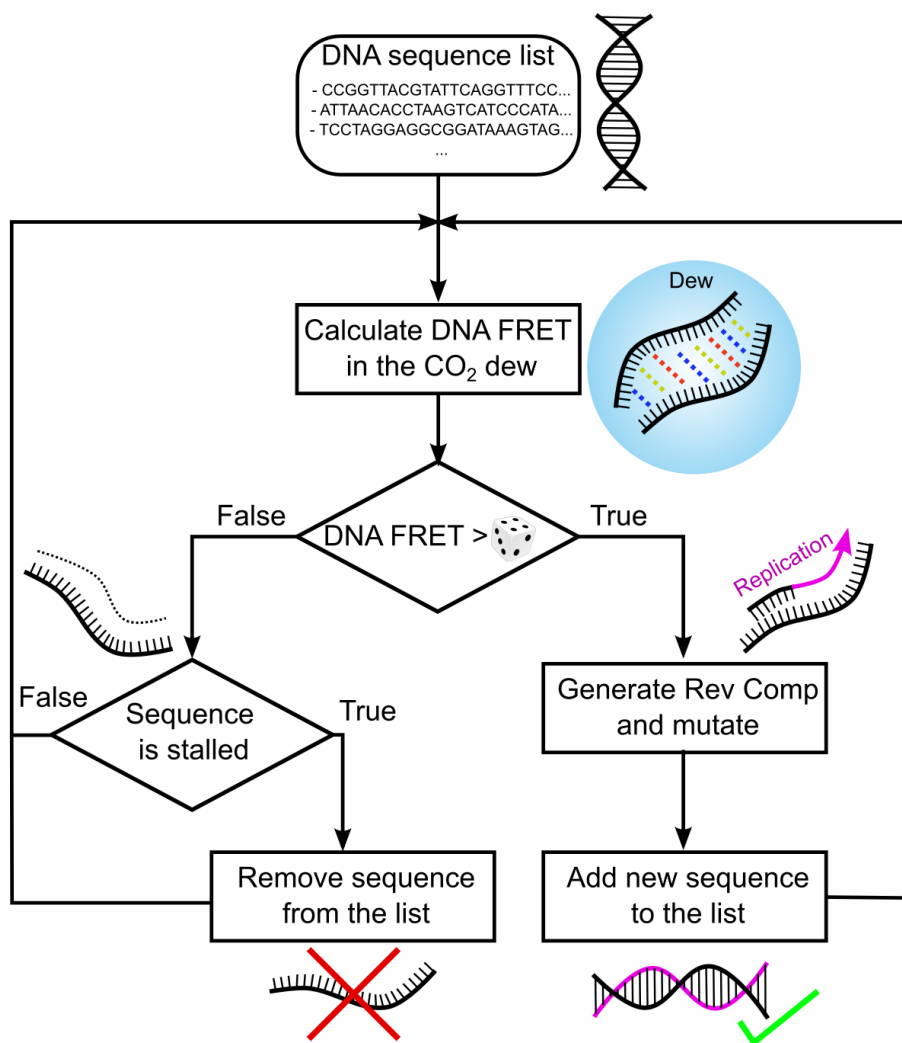 DNA sequence list
- CCGGTTACGTATTCAGGTTTCC...
- ATTAACACCTAAGTCATCCCATA...
- TCCTAGGAGGCGGATAAAGTAG...
...
Dew
Calculate DNA FRET
in the CO₂ dew
False
DNA FRET >
True
Replication
False
Sequence
is stalled
True
Generate Rev Comp
and mutate
Remove sequence
from the list
Add new sequence
to the list